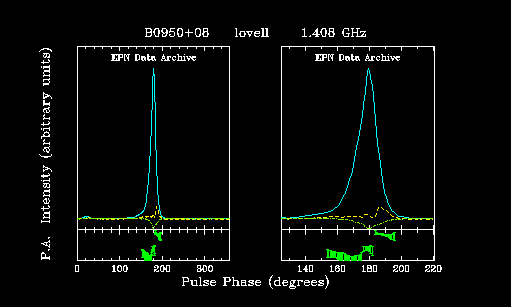 B0950+08 lovell 1.408 GHz
EPN Data Archive EPN Data Archive
P.A. Intensity (arbitrary units)
0 100 200 300 140 160 180 200 220
Pulse Phase (degrees)